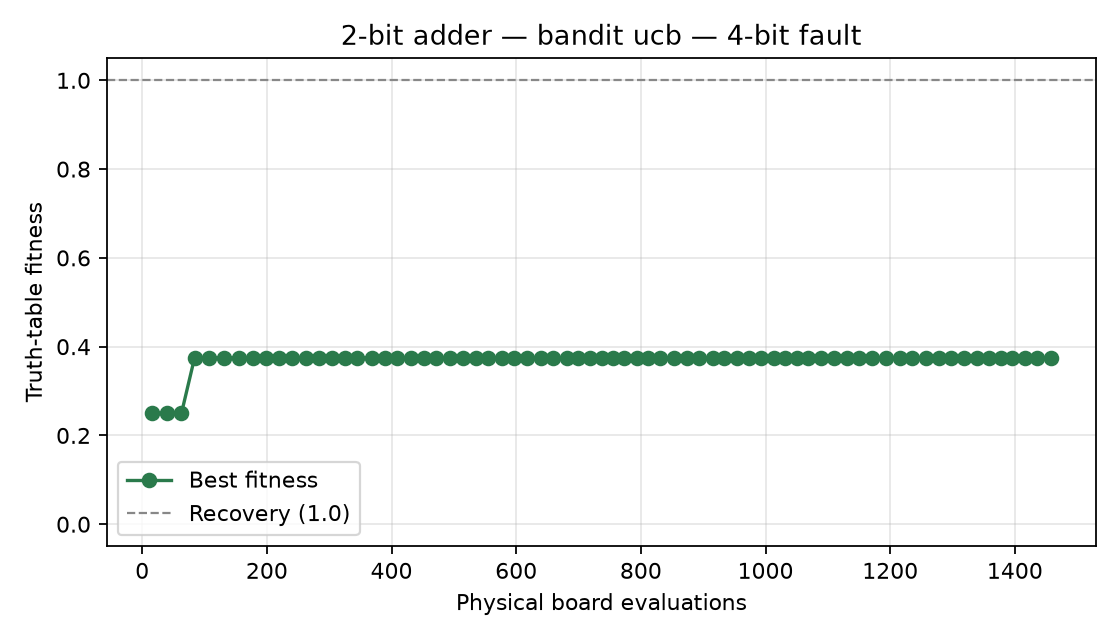 2-bit adder — bandit ucb — 4-bit fault
Truth-table fitness
1.0
0.8
0.6
0.4
0.2
0.0
Best fitness
Recovery (1.0)
0 200 400 600 800 1000 1200 1400
Physical board evaluations